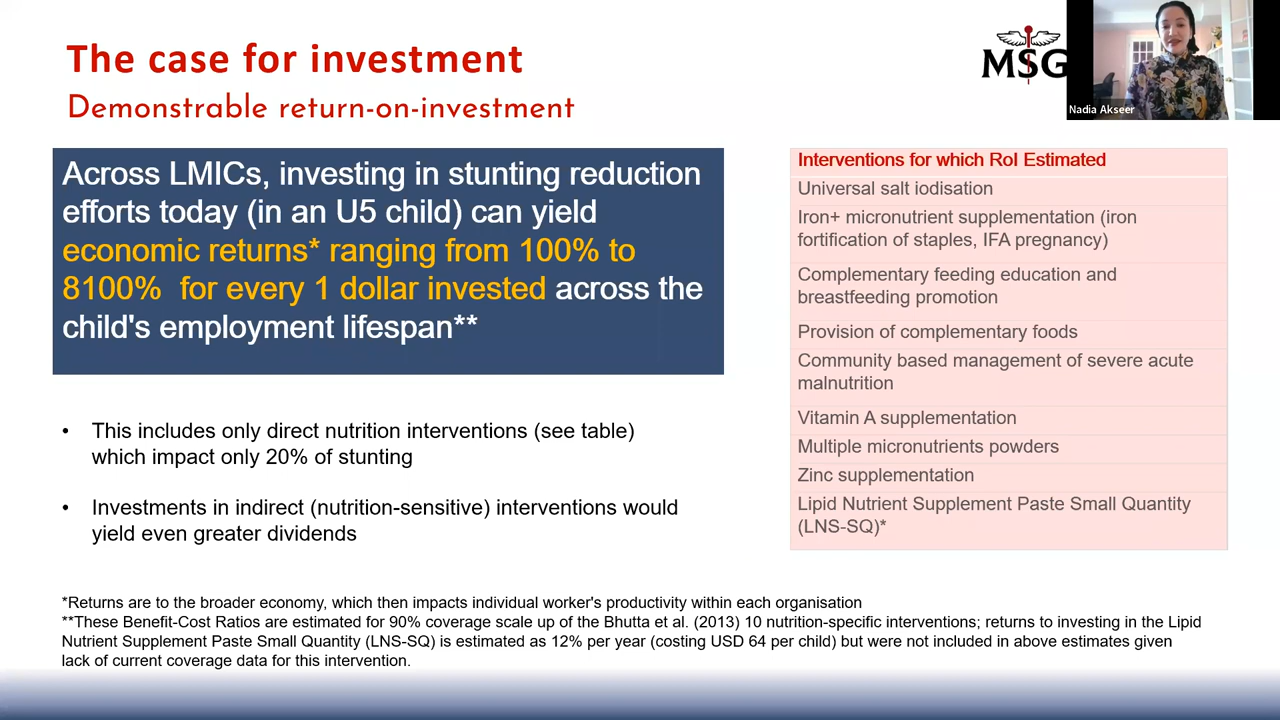 The case for investment
Demonstrable return-on-investment
MSG
Nadia Akseer
Across LMICs, investing in stunting reduction
efforts today (in an U5 child) can yield
economic returns* ranging from 100% to
8100% for every 1 dollar invested across the
child's employment lifespan**
• This includes only direct nutrition interventions (see table)
which impact only 20% of stunting
• Investments in indirect (nutrition-sensitive) interventions would
yield even greater dividends
Interventions for which RoI Estimated
Universal salt iodisation
Iron+ micronutrient supplementation (iron
fortification of staples, IFA pregnancy)
Complementary feeding education and
breastfeeding promotion
Provision of complementary foods
Community based management of severe acute
malnutrition
Vitamin A supplementation
Multiple micronutrients powders
Zinc supplementation
Lipid Nutrient Supplement Paste Small Quantity
(LNS-SQ)*
*Returns are to the broader economy, which then impacts individual worker's productivity within each organisation
**These Benefit-Cost Ratios are estimated for 90% coverage scale up of the Bhutta et al. (2013) 10 nutrition-specific interventions; returns to investing in the Lipid
Nutrient Supplement Paste Small Quantity (LNS-SQ) is estimated as 12% per year (costing USD 64 per child) but were not included in above estimates given
lack of current coverage data for this intervention.